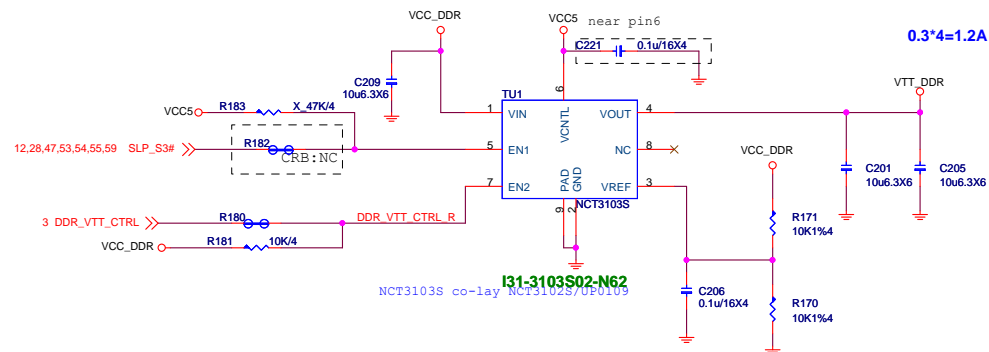 VCC_DDR
VCC5
near pin6
0.3*4=1.2A
C221
0.1u/16X4
C209
10u6.3X6
VTT_DDR
TU1
6
R183
X_47K/4
VCC5
1
VIN
VCNTL
VOUT
4
12,28,47,53,54,55,59
SLP_S3#
R182
CRB:NC
5
EN1
NC
8
VCC_DDR
C201
10u6.3X6
C205
10u6.3X6
7
EN2
PAD
GND
VREF
3
9
2
NCT3103S
3
DDR_VTT_CTRL
R180
DDR_VTT_CTRL_R
R171
10K1%4
VCC_DDR
R181
10K/4
I31-3103S02-N62
NCT3103S co-lay NCT3102S/UP0109
C206
0.1u/16X4
R170
10K1%4